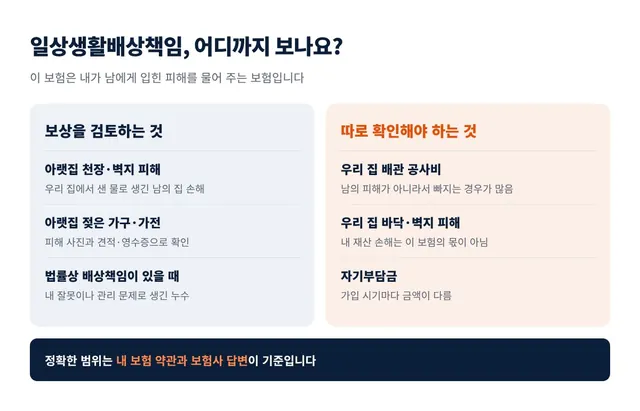 일상생활배상책임, 어디까지 보나요?
이 보험은 내가 남에게 입힌 피해를 물어 주는 보험입니다
보상을 검토하는 것
아랫집 천장·벽지 피해
우리 집에서 샌 물로 생긴 남의 집 손해
아랫집 젖은 가구·가전
피해 사진과 견적·영수증으로 확인
법률상 배상책임이 있을 때
내 잘못이나 관리 문제로 생긴 누수
따로 확인해야 하는 것
우리 집 배관 공사비
남의 피해가 아니라서 빠지는 경우가 많음
우리 집 바닥·벽지 피해
내 재산 손해는 이 보험의 몫이 아님
자기부담금
가입 시기마다 금액이 다름
정확한 범위는 내 보험 약관과 보험사 답변이 기준입니다